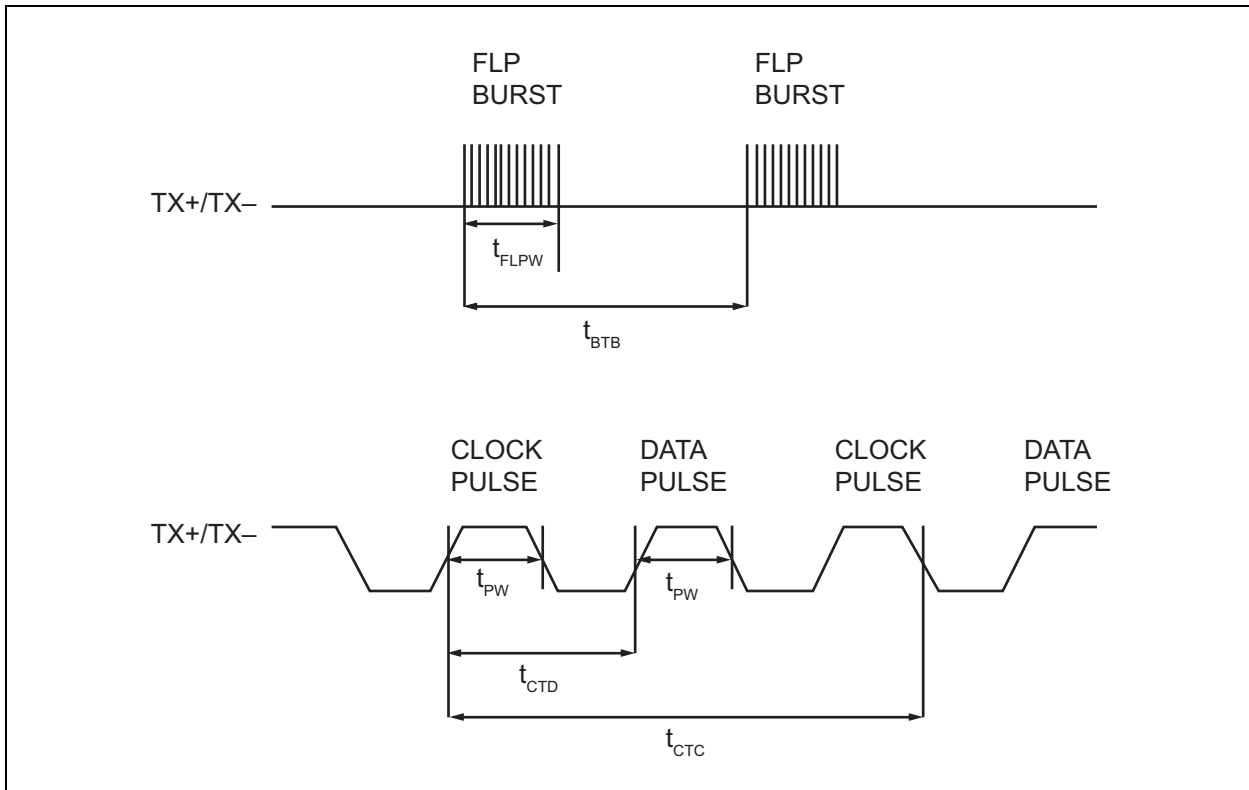 FLP
BURST
FLP
BURST
TX+/TX–
tFLPW
tBTB
CLOCK
PULSE
DATA
PULSE
CLOCK
PULSE
DATA
PULSE
TX+/TX–
tPW
tPW
tCTD
tCTC